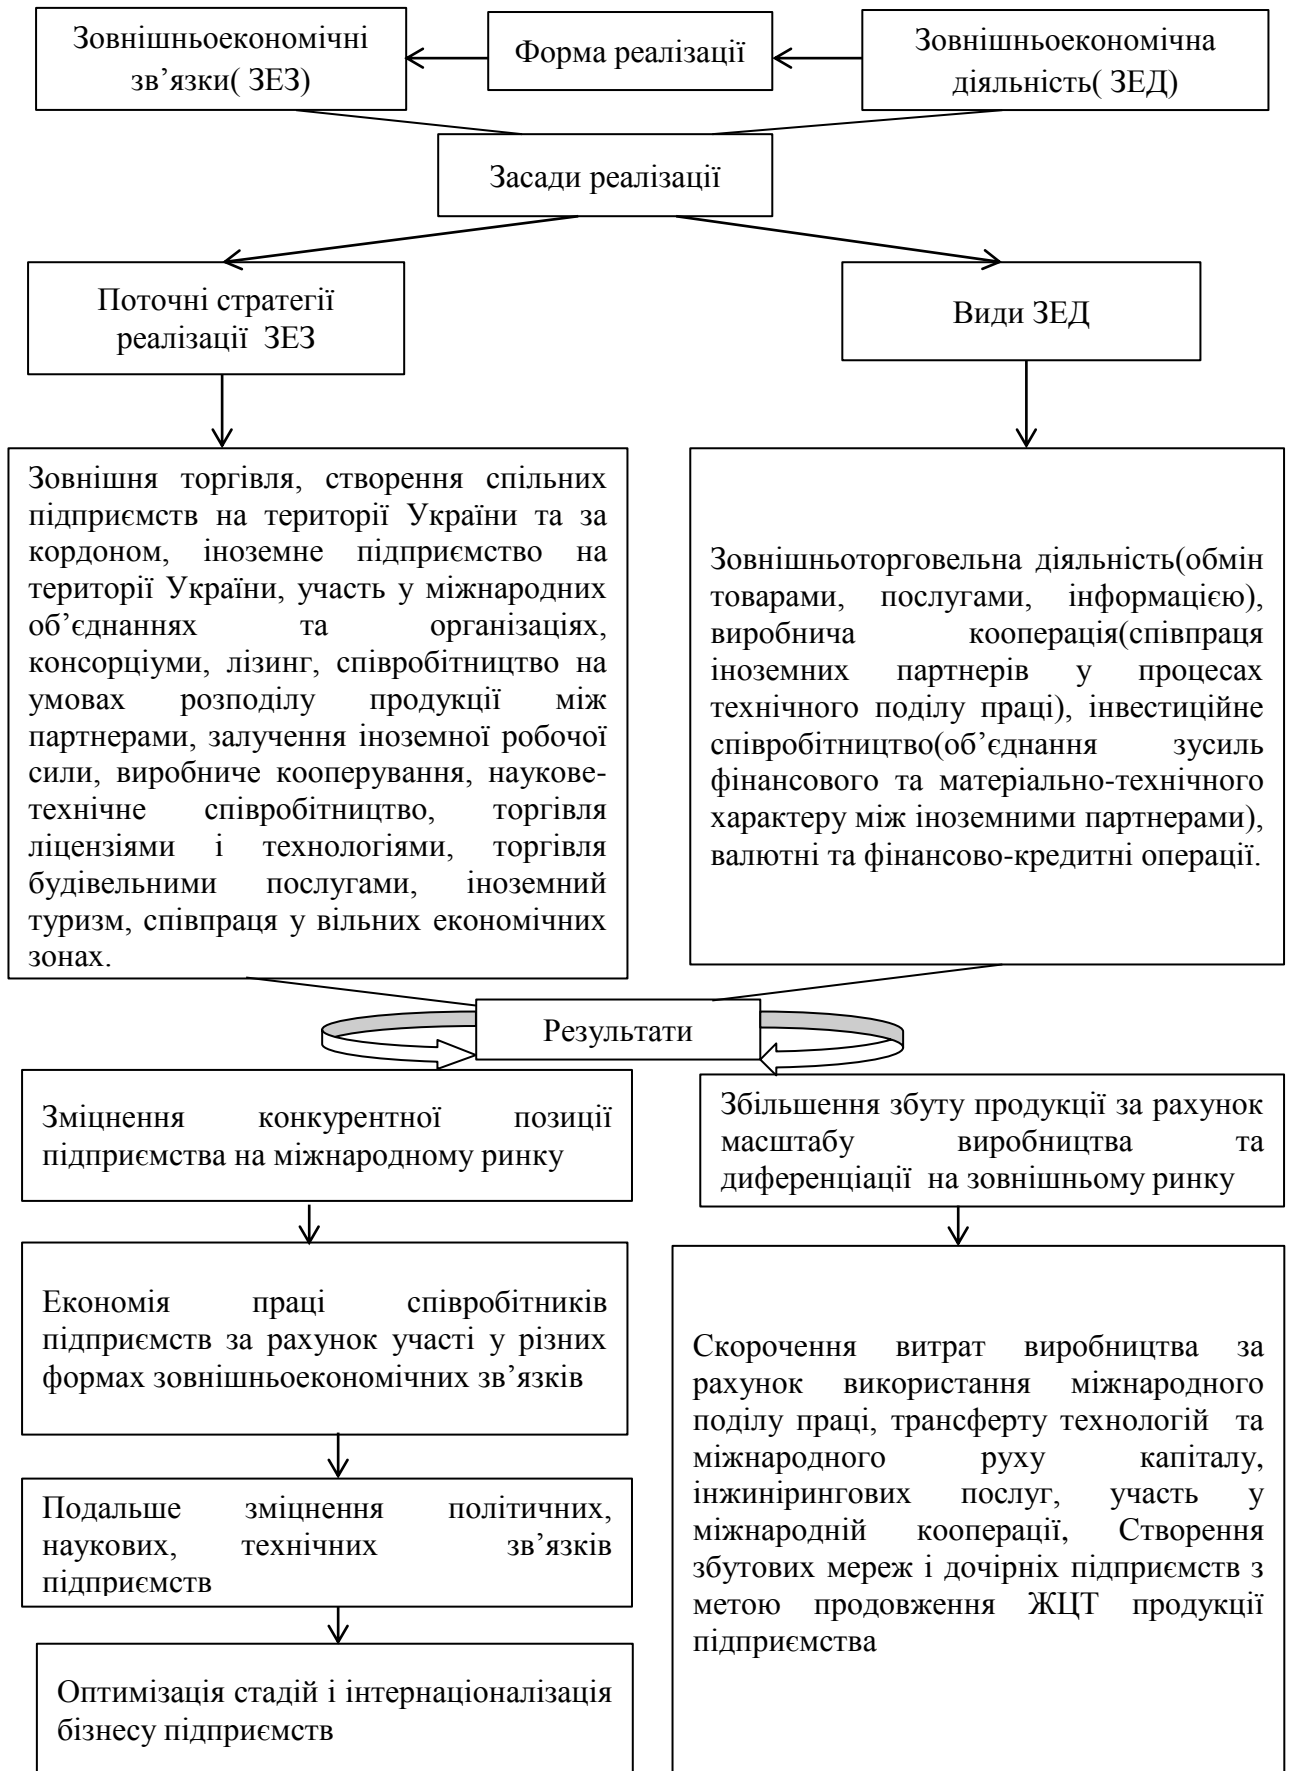 Зовнішньоекономічні
зв’язки( ЗЕЗ)
Форма реалізації
Зовнішньоекономічна
діяльність( ЗЕД)
Засади реалізації
Поточні стратегії
реалізації ЗЕЗ
Види ЗЕД
Зовнішня торгівля, створення спільних
підприємств на території України та за
кордоном, іноземне підприємство на
території України, участь у міжнародних
об’єднаннях та організаціях,
консорціуми, лізинг, співробітництво на
умовах розподілу продукції між
партнерами, залучення іноземної робочої
сили, виробниче кооперування, наукове-
технічне співробітництво, торгівля
ліцензіями і технологіями, торгівля
будівельними послугами, іноземний
туризм, співпраця у вільних економічних
зонах.
Зовнішньоторговельна діяльність(обмін
товарами, послугами, інформацією),
виробнича кооперація(співпраця
іноземних партнерів у процесах
технічного поділу праці), інвестиційне
співробітництво(об’єднання зусиль
фінансового та матеріально-технічного
характеру між іноземними партнерами),
валютні та фінансово-кредитні операції.
Результати
Зміцнення конкурентної позиції
підприємства на міжнародному ринку
Збільшення збуту продукції за рахунок
масштабу виробництва та
диференціації на зовнішньому ринку
Економія праці співробітників
підприємств за рахунок участі у різних
формах зовнішньоекономічних зв’язків
Подальше зміцнення політичних,
наукових, технічних зв’язків
підприємств
Оптимізація стадій і інтернаціоналізація
бізнесу підприємств
Скорочення витрат виробництва за
рахунок використання міжнародного
поділу праці, трансферту технологій та
міжнародного руху капіталу,
інжинірингових послуг, участь у
міжнародній кооперації, Створення
збутових мереж і дочірніх підприємств з
метою продовження ЖЦТ продукції
підприємства